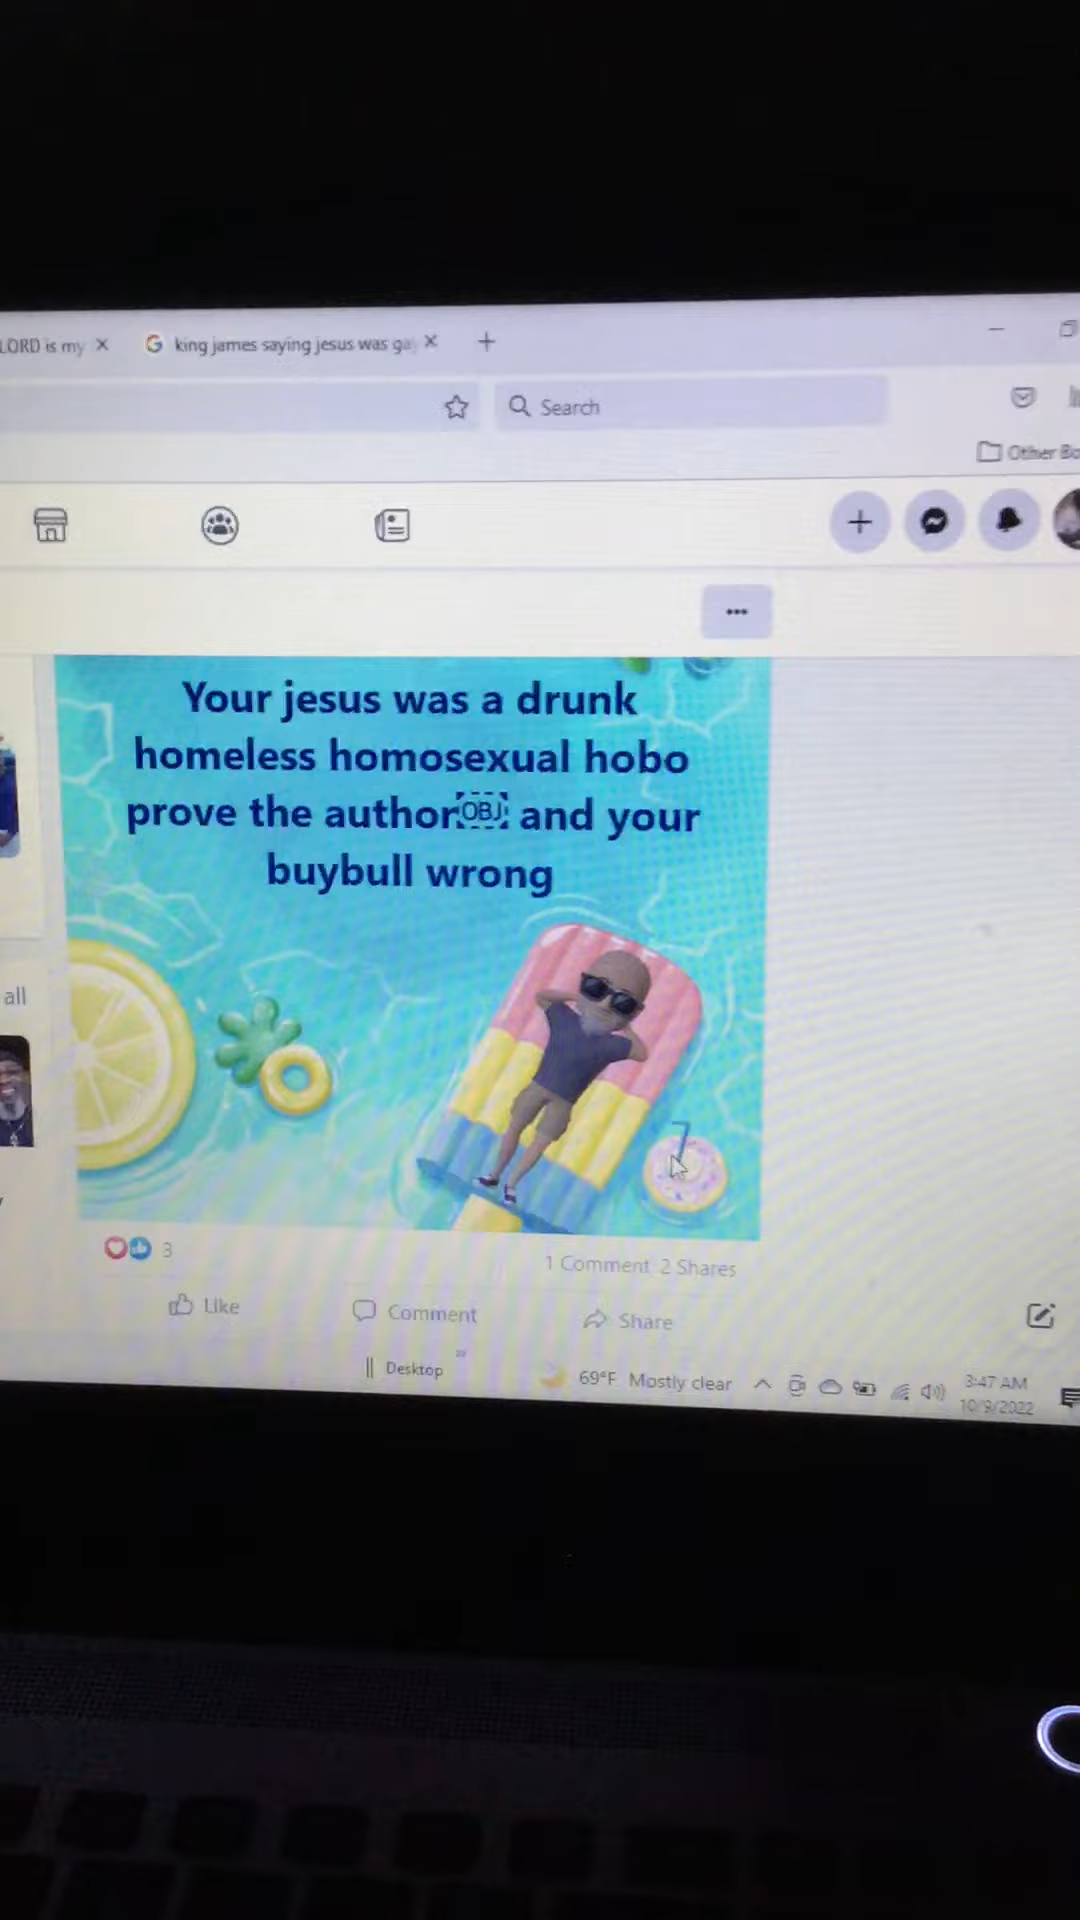 LORD is my
king james saying jesus was ga
Search
Other Bo
Your jesus was a drunk
homeless homosexual hobo
prove the author and your
buybull wrong
all
3
1 Comment 2 Shares
Like
Comment
Share
Desktop
69°F Mostly clear
3:47 AM
10/9/2022